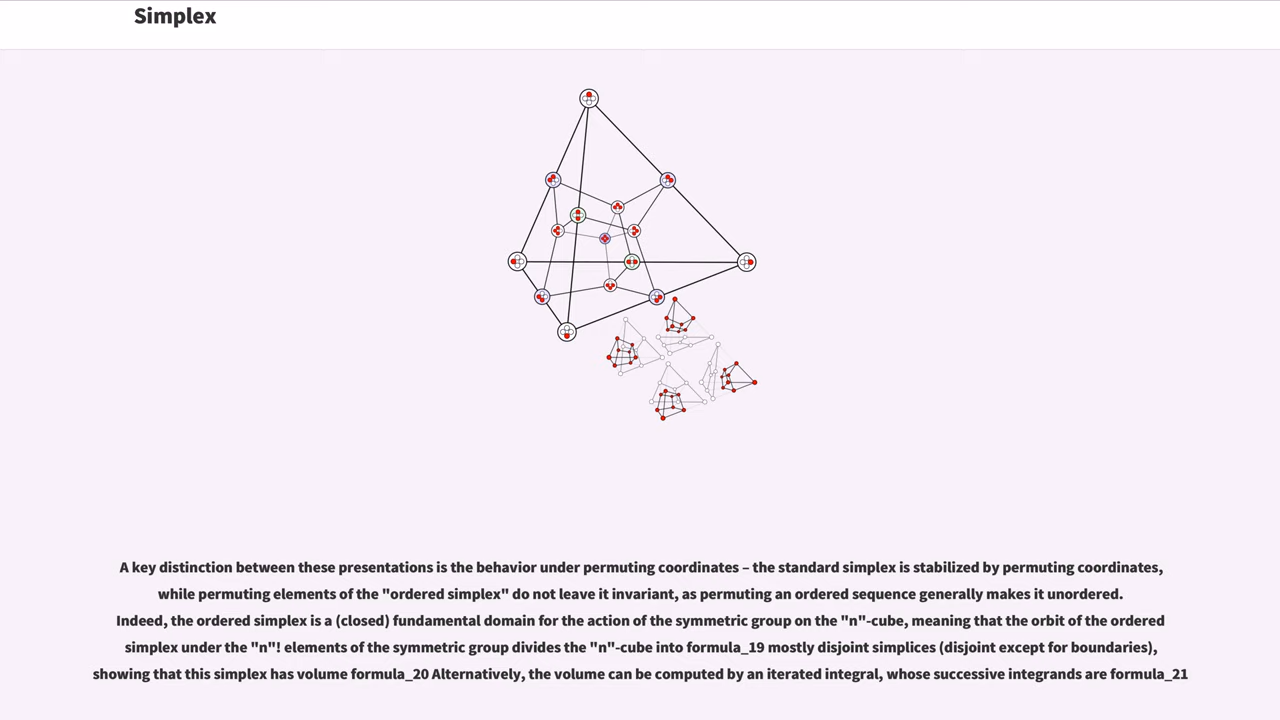 Simplex
A key distinction between these presentations is the behavior under permuting coordinates – the standard simplex is stabilized by permuting coordinates,
while permuting elements of the "ordered simplex" do not leave it invariant, as permuting an ordered sequence generally makes it unordered.
Indeed, the ordered simplex is a (closed) fundamental domain for the action of the symmetric group on the "n"-cube, meaning that the orbit of the ordered
simplex under the "n"! elements of the symmetric group divides the "n"-cube into formula_19 mostly disjoint simplices (disjoint except for boundaries),
showing that this simplex has volume formula_20 Alternatively, the volume can be computed by an iterated integral, whose successive integrands are formula_21